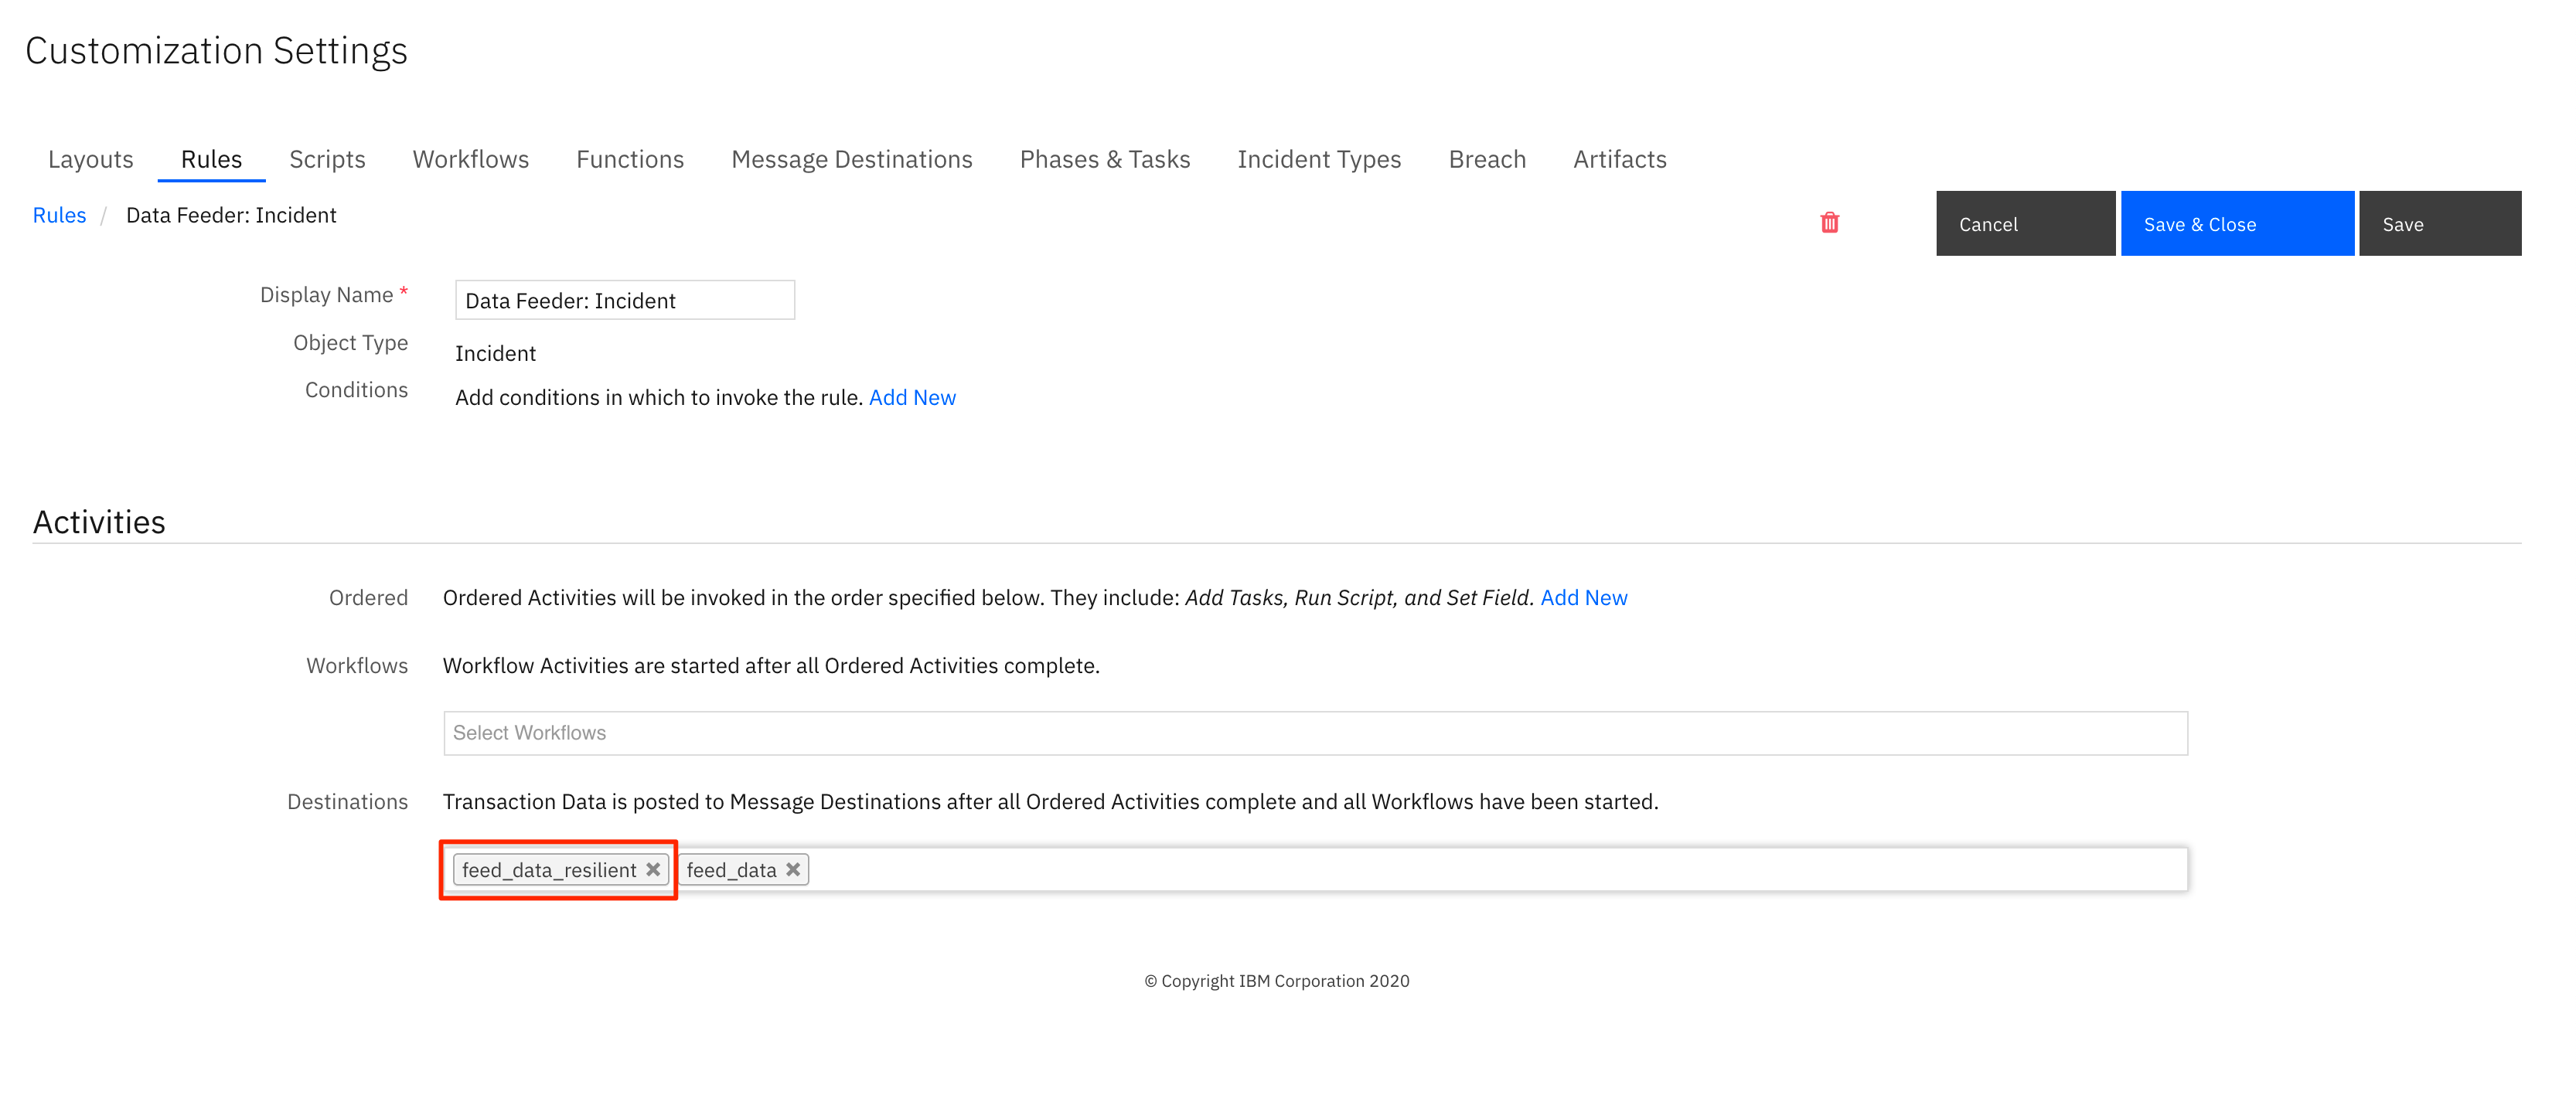 Customization Settings
Layouts Rules Scripts Workflows Functions Message Destinations Phases & Tasks Incident Types Breach Artifacts
Rules / Data Feeder: Incident
Cancel Save & Close Save
Display Name * Data Feeder: Incident
Object Type Incident
Conditions Add conditions in which to invoke the rule. Add New
Activities
Ordered Ordered Activities will be invoked in the order specified below. They include: Add Tasks, Run Script, and Set Field. Add New
Workflows Workflow Activities are started after all Ordered Activities complete.
Select Workflows
Destinations Transaction Data is posted to Message Destinations after all Ordered Activities complete and all Workflows have been started.
feed_data_resilient feed_data
© Copyright IBM Corporation 2020